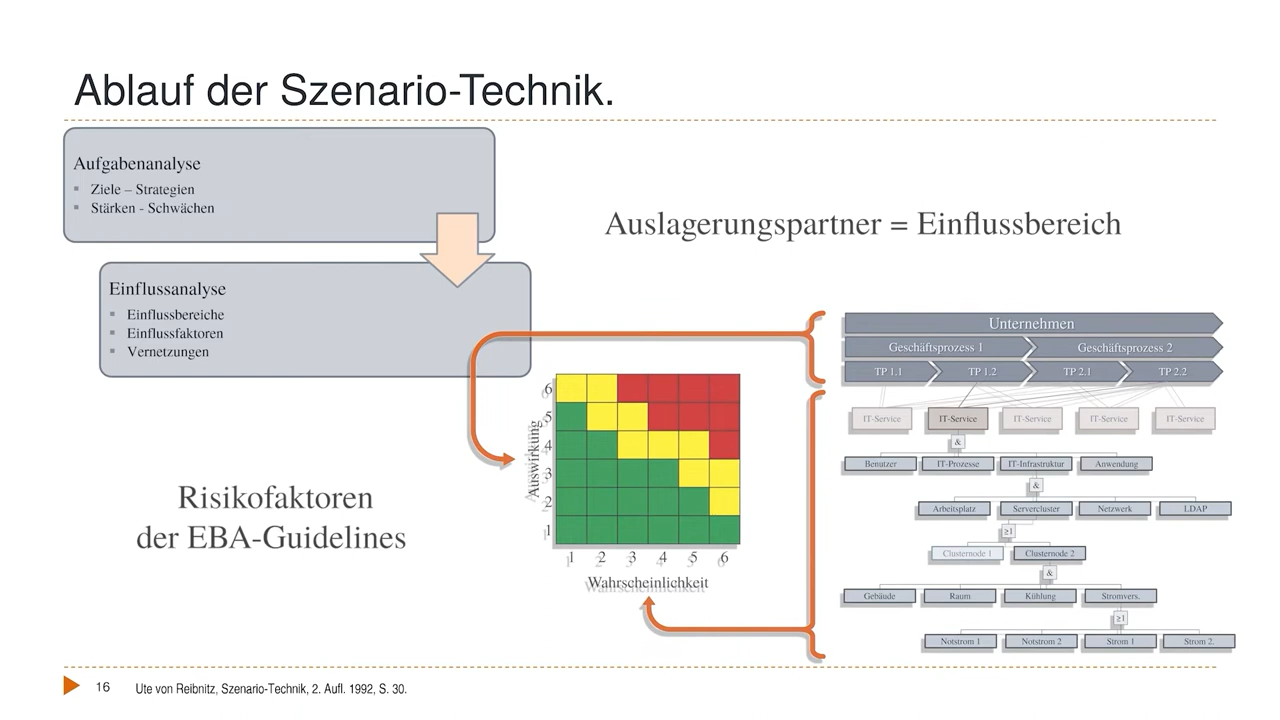 Ablauf der Szenario-Technik.
Aufgabenanalyse
Ziele – Strategien
Stärken - Schwächen
Einflussanalyse
Einflussbereiche
Einflussfaktoren
Vernetzungen
Auslagerungspartner = Einflussbereich
Risikofaktoren
der EBA-Guidelines
Auswirkung
6
5
4
3
2
1
1 2 3 4 5 6
Wahrscheinlichkeit
Unternehmen
Geschäftsprozess 1 Geschäftsprozess 2
TP 1.1 TP 1.2 TP 2.1 TP 2.2
IT-Service IT-Service IT-Service IT-Service IT-Service
&
Benutzer IT-Prozesse IT-Infrastruktur Anwendung
&
Arbeitsplatz Servercluster Netzwerk LDAP
≥1
Clusternode 1 Clusternode 2
&
Gebäude Raum Kühlung Stromvers.
≥1
Notstrom 1 Notstrom 2 Strom 1 Strom 2.
16 Ute von Reibnitz, Szenario-Technik, 2. Aufl. 1992, S. 30.